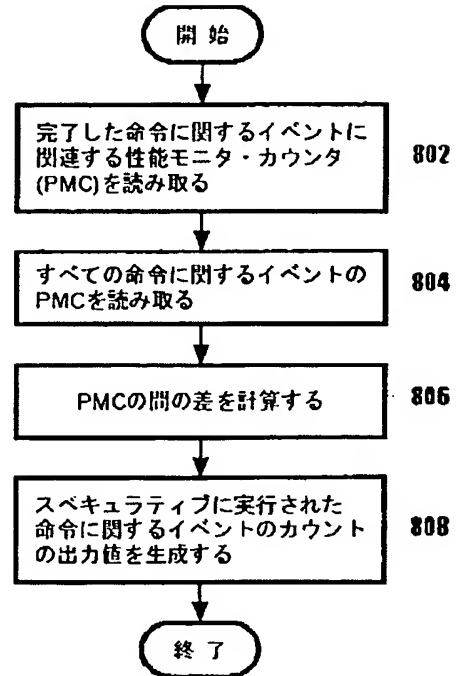 開 始
完了した命令に関するイベントに
関連する性能モニタ・カウンタ
(PMC)を読み取る
802
すべての命令に関するイベントの
PMCを読み取る
804
PMCの間の差を計算する
806
スペキュラティブに実行された
命令に関するイベントのカウント
の出力値を生成する
808
終 了